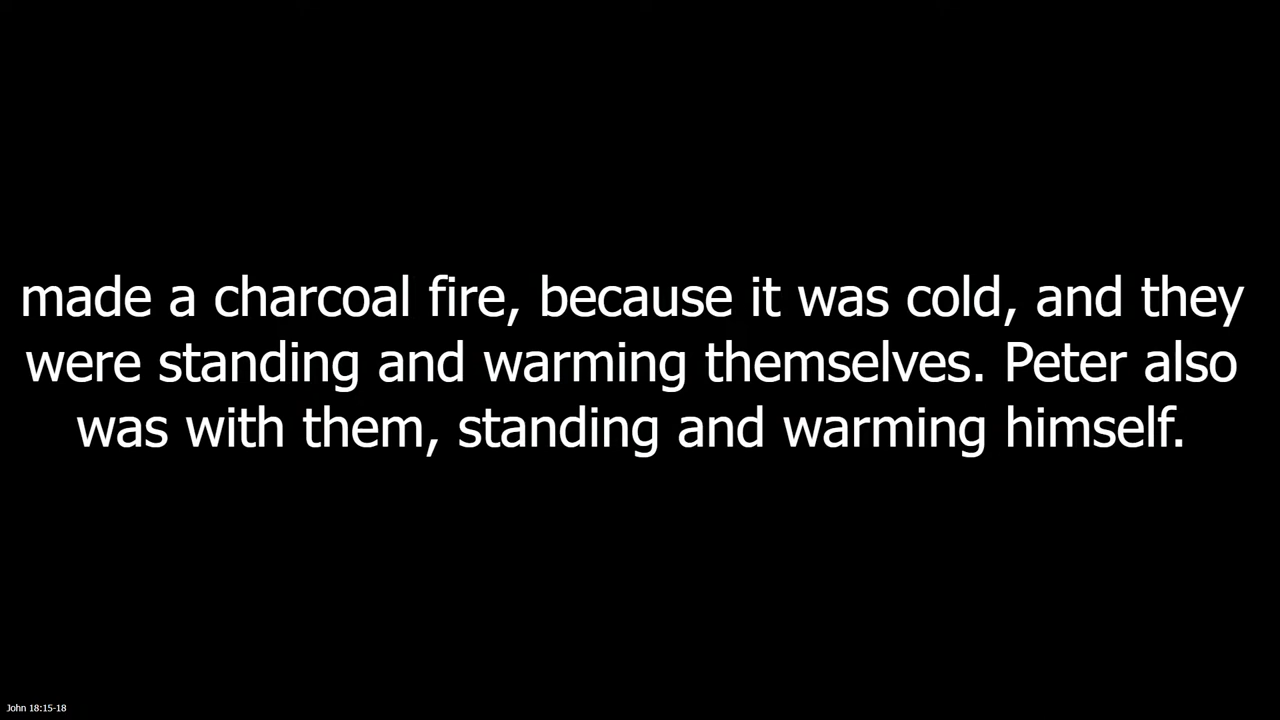 made a charcoal fire, because it was cold, and they
were standing and warming themselves. Peter also
was with them, standing and warming himself.
John 18:15-18